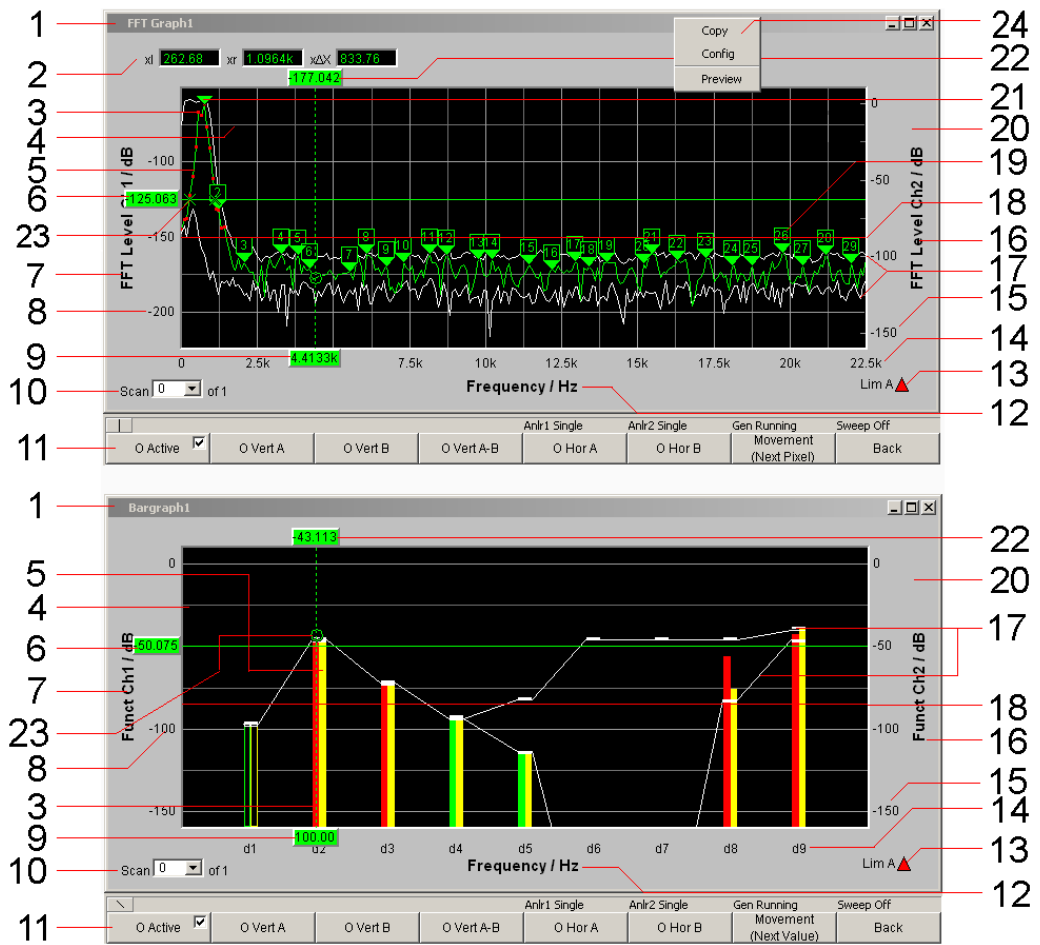 1 FFT Graph1 24
Copy
Config
Preview
2 xl 262.68 xr 1.0964k xΔX 833.76 22
-177.042
3 0 21
4 20
5 -100 19
-50
6 -125.063 2 18
23 -150 3 4 5 6 7 8 9 10 11 12 13 14 15 16 17 18 19 21 22 23 24 25 26 27 20 29 16
-100
7 FFT Level Ch1 / dB FFT Level Ch2 / dB 17
8 -200 15
-150
9 0 2.5k 4.4133k 7.5k 10k 12.5k 15k 17.5k 20k 22.5k 14
10 Scan 0 of 1 Frequency / Hz Lim A 13
12
Anlr1 Single Anlr2 Single Gen Running Sweep Off
11 O Active O Vert A O Vert B O Vert A-B O Hor A O Hor B Movement (Next Pixel) Back
1 Bargraph1
-43.113 22
5 0 0 20
4
6 -50.075 -50 17
7 Funct Ch1 / dB Funct Ch2 / dB
23 -100 -100 18
8 16
3 -150 -150 15
9 100.00 14
d1 d2 d3 d4 d5 d6 d7 d8 d9
10 Scan 0 of 1 Frequency / Hz Lim A 13
12
Anlr1 Single Anlr2 Single Gen Running Sweep Off
11 O Active O Vert A O Vert B O Vert A-B O Hor A O Hor B Movement (Next Value) Back